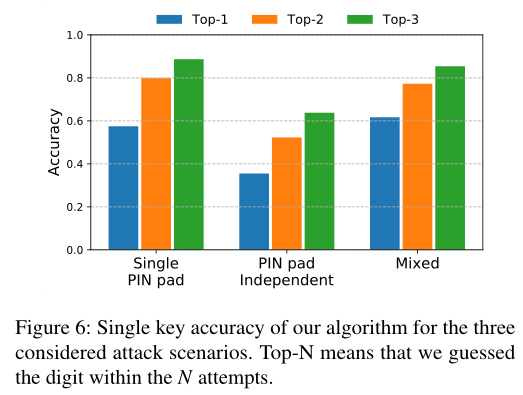 Top-1 Top-2 Top-3
1.0
0.8
0.6
0.4
0.2
0.0
Accuracy
Single
PIN pad
PIN pad
Independent
Mixed
Figure 6: Single key accuracy of our algorithm for the three
considered attack scenarios. Top-N means that we guessed
the digit within the N attempts.